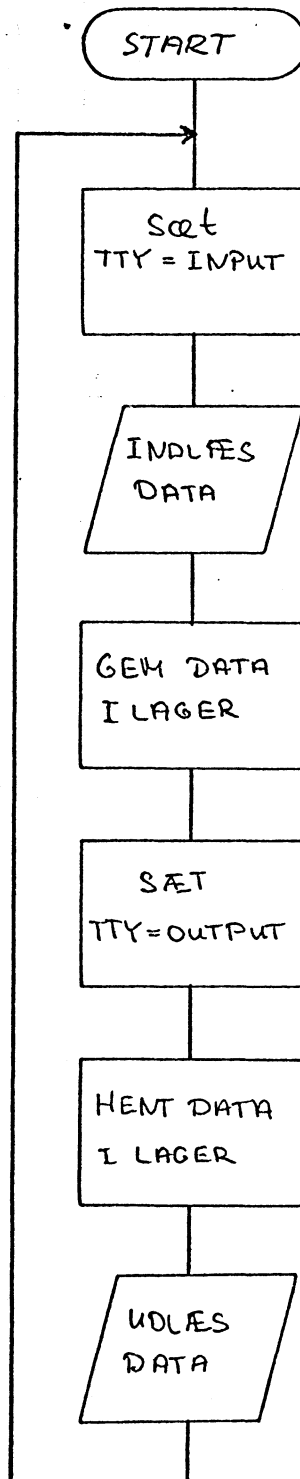 START
Sæt
TTY = INPUT
INDLÆS
DATA
GEM DATA
I LAGER
SÆT
TTY=OUTPUT
HENT DATA
I LAGER
UDLÆS
DATA